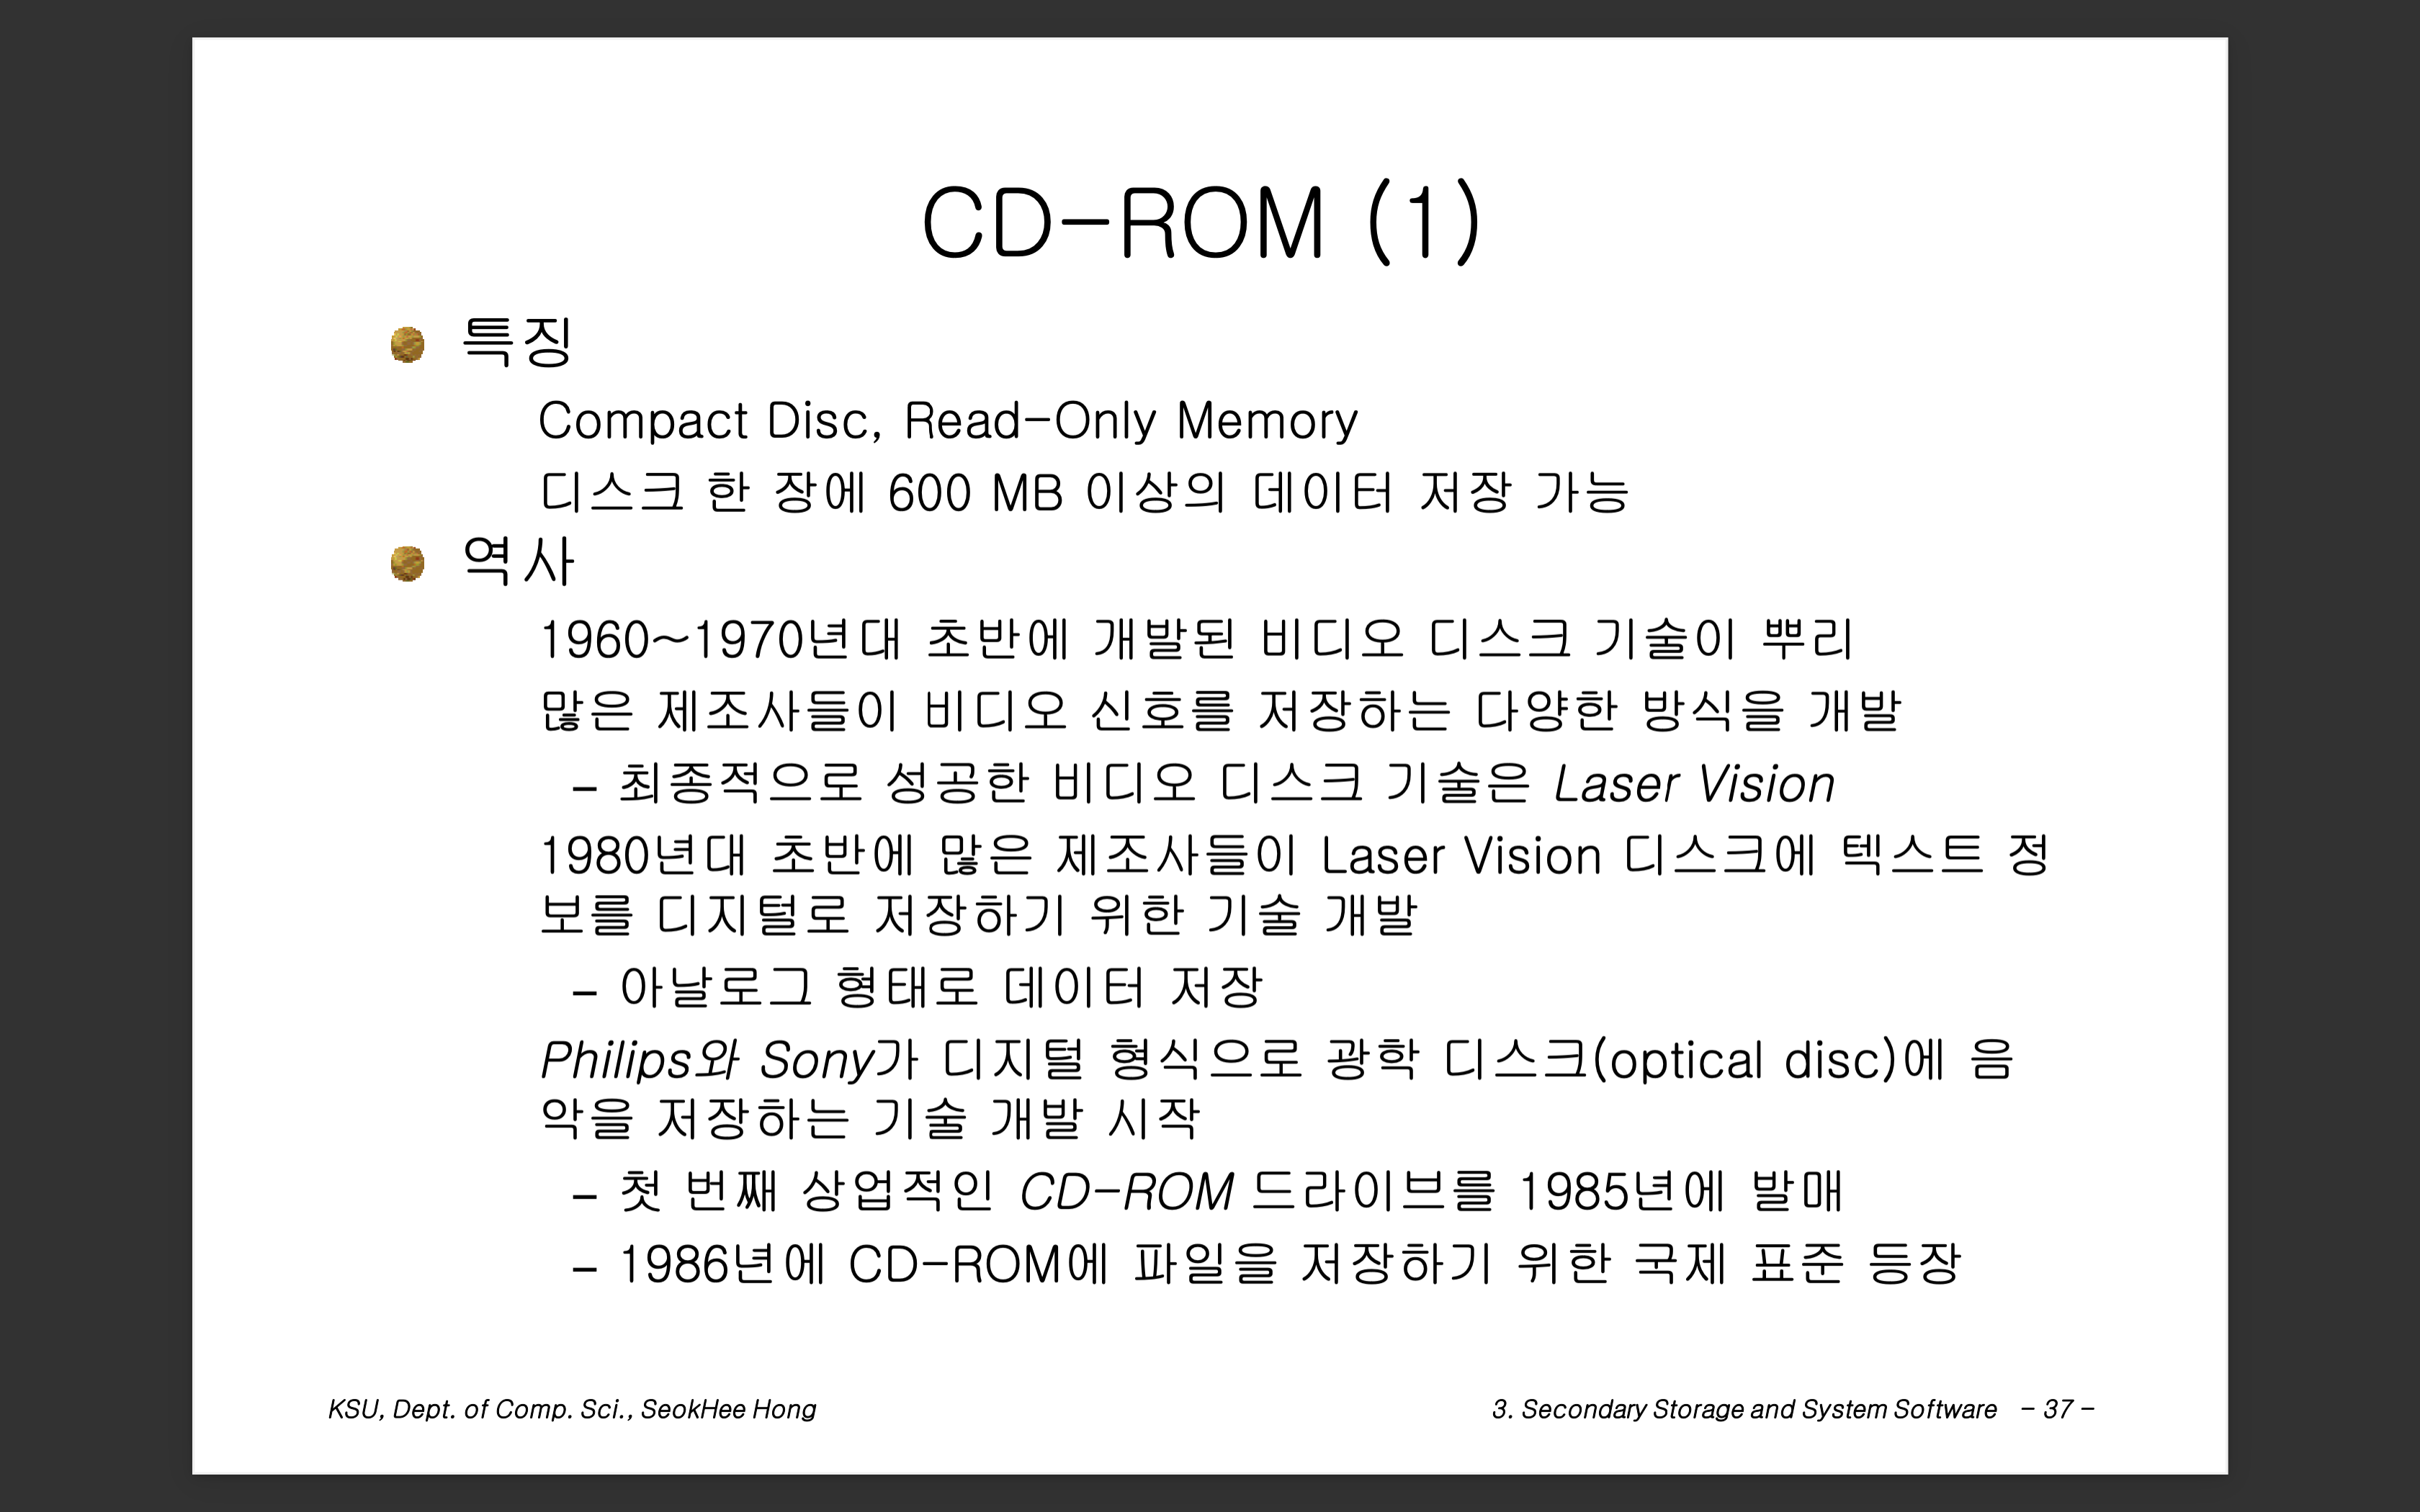 CD-ROM (1)
특징
Compact Disc, Read-Only Memory
디스크 한 장에 600 MB 이상의 데이터 저장 가능
역사
1960~1970년대 초반에 개발된 비디오 디스크 기술이 뿌리
많은 제조사들이 비디오 신호를 저장하는 다양한 방식을 개발
– 최종적으로 성공한 비디오 디스크 기술은 Laser Vision
1980년대 초반에 많은 제조사들이 Laser Vision 디스크에 텍스트 정
보를 디지털로 저장하기 위한 기술 개발
– 아날로그 형태로 데이터 저장
Philips와 Sony가 디지털 형식으로 광학 디스크(optical disc)에 음
악을 저장하는 기술 개발 시작
– 첫 번째 상업적인 CD-ROM 드라이브를 1985년에 발매
– 1986년에 CD-ROM에 파일을 저장하기 위한 국제 표준 등장
KSU, Dept. of Comp. Sci., SeokHee Hong
3. Secondary Storage and System Software - 37 -